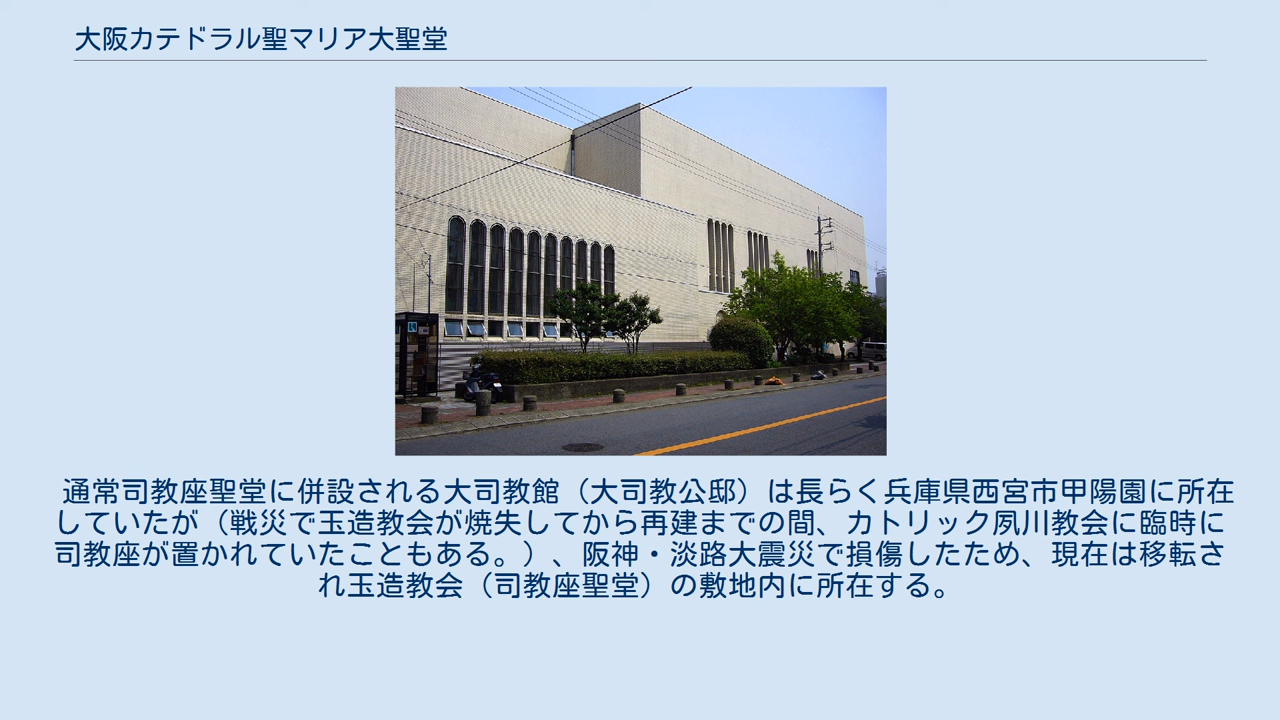 大阪カテドラル聖マリア大聖堂
通常司教座聖堂に併設される大司教館（大司教公邸）は長らく兵庫県西宮市甲陽園に所在
していたが（戦災で玉造教会が焼失してから再建までの間、カトリック夙川教会に臨時に
司教座が置かれていたこともある。）、阪神・淡路大震災で損傷したため、現在は移転さ
れ玉造教会（司教座聖堂）の敷地内に所在する。